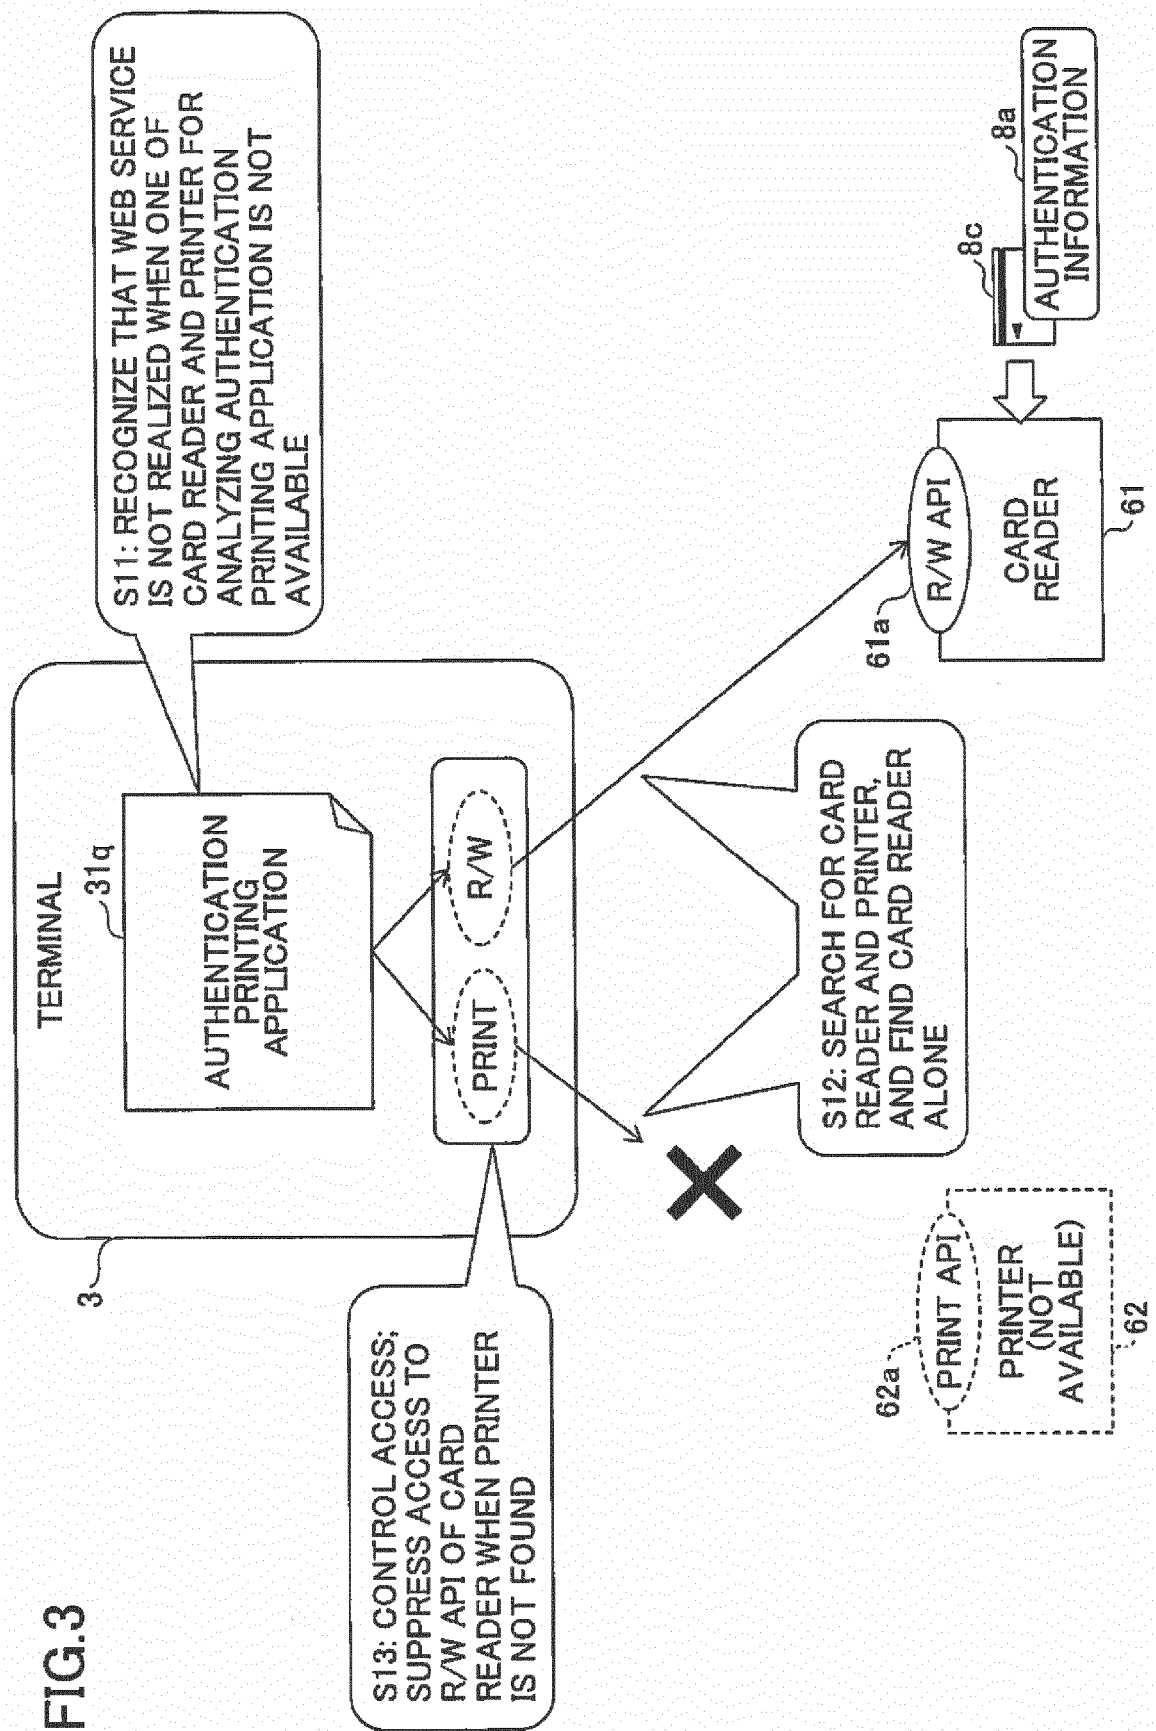 FIG.3
S13: CONTROL ACCESS;
SUPPRESS ACCESS TO
R/W API OF CARD
READER WHEN PRINTER
IS NOT FOUND
3
TERMINAL
31q
AUTHENTICATION
PRINTING
APPLICATION
PRINT
R/W
S11: RECOGNIZE THAT WEB SERVICE
IS NOT REALIZED WHEN ONE OF
CARD READER AND PRINTER FOR
ANALYZING AUTHENTICATION
PRINTING APPLICATION IS NOT
AVAILABLE
S12: SEARCH FOR CARD
READER AND PRINTER,
AND FIND CARD READER
ALONE
62a
PRINT API
PRINTER
(NOT
AVAILABLE)
62
61a
R/W API
CARD
READER
61
8c
8a
AUTHENTICATION
INFORMATION